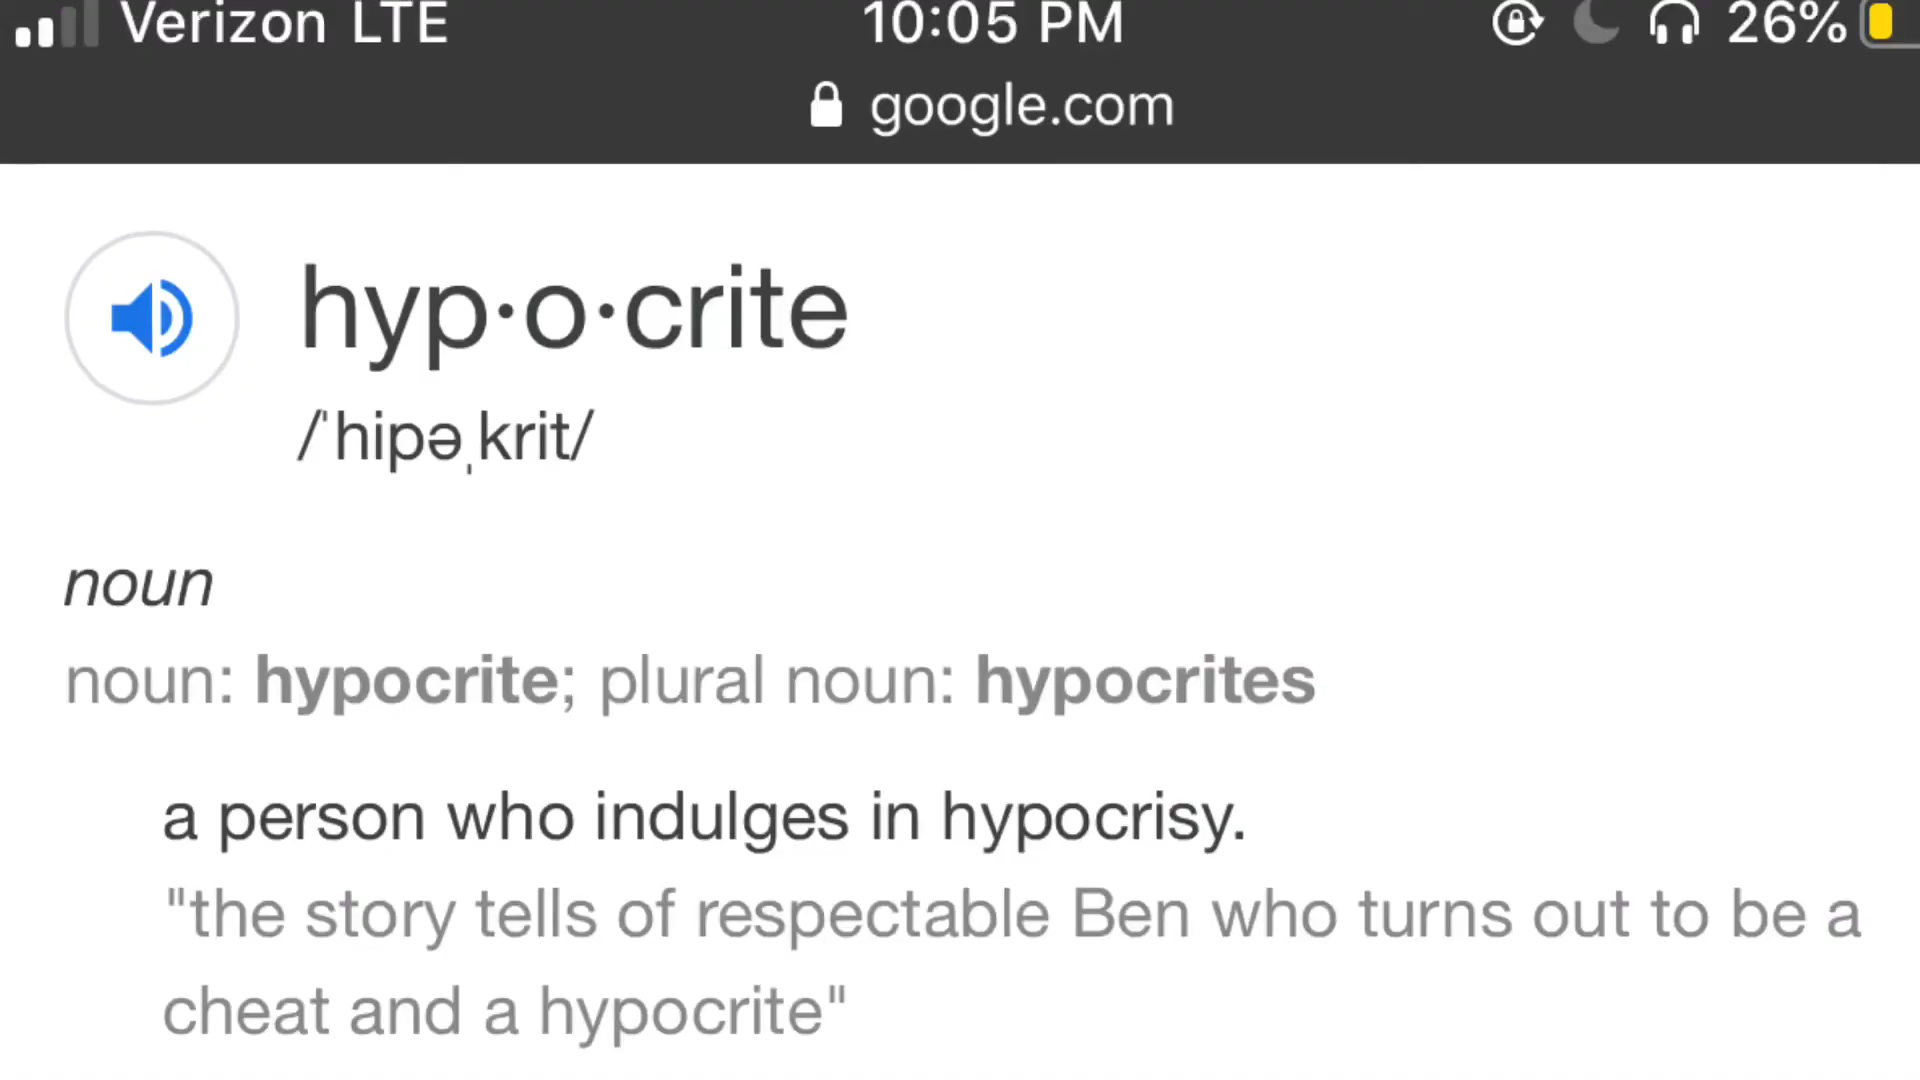 Verizon LTE 10:05 PM 26%
google.com
hyp·o·crite
/ˈhipəˌkrit/
noun
noun: hypocrite; plural noun: hypocrites
a person who indulges in hypocrisy.
"the story tells of respectable Ben who turns out to be a
cheat and a hypocrite"